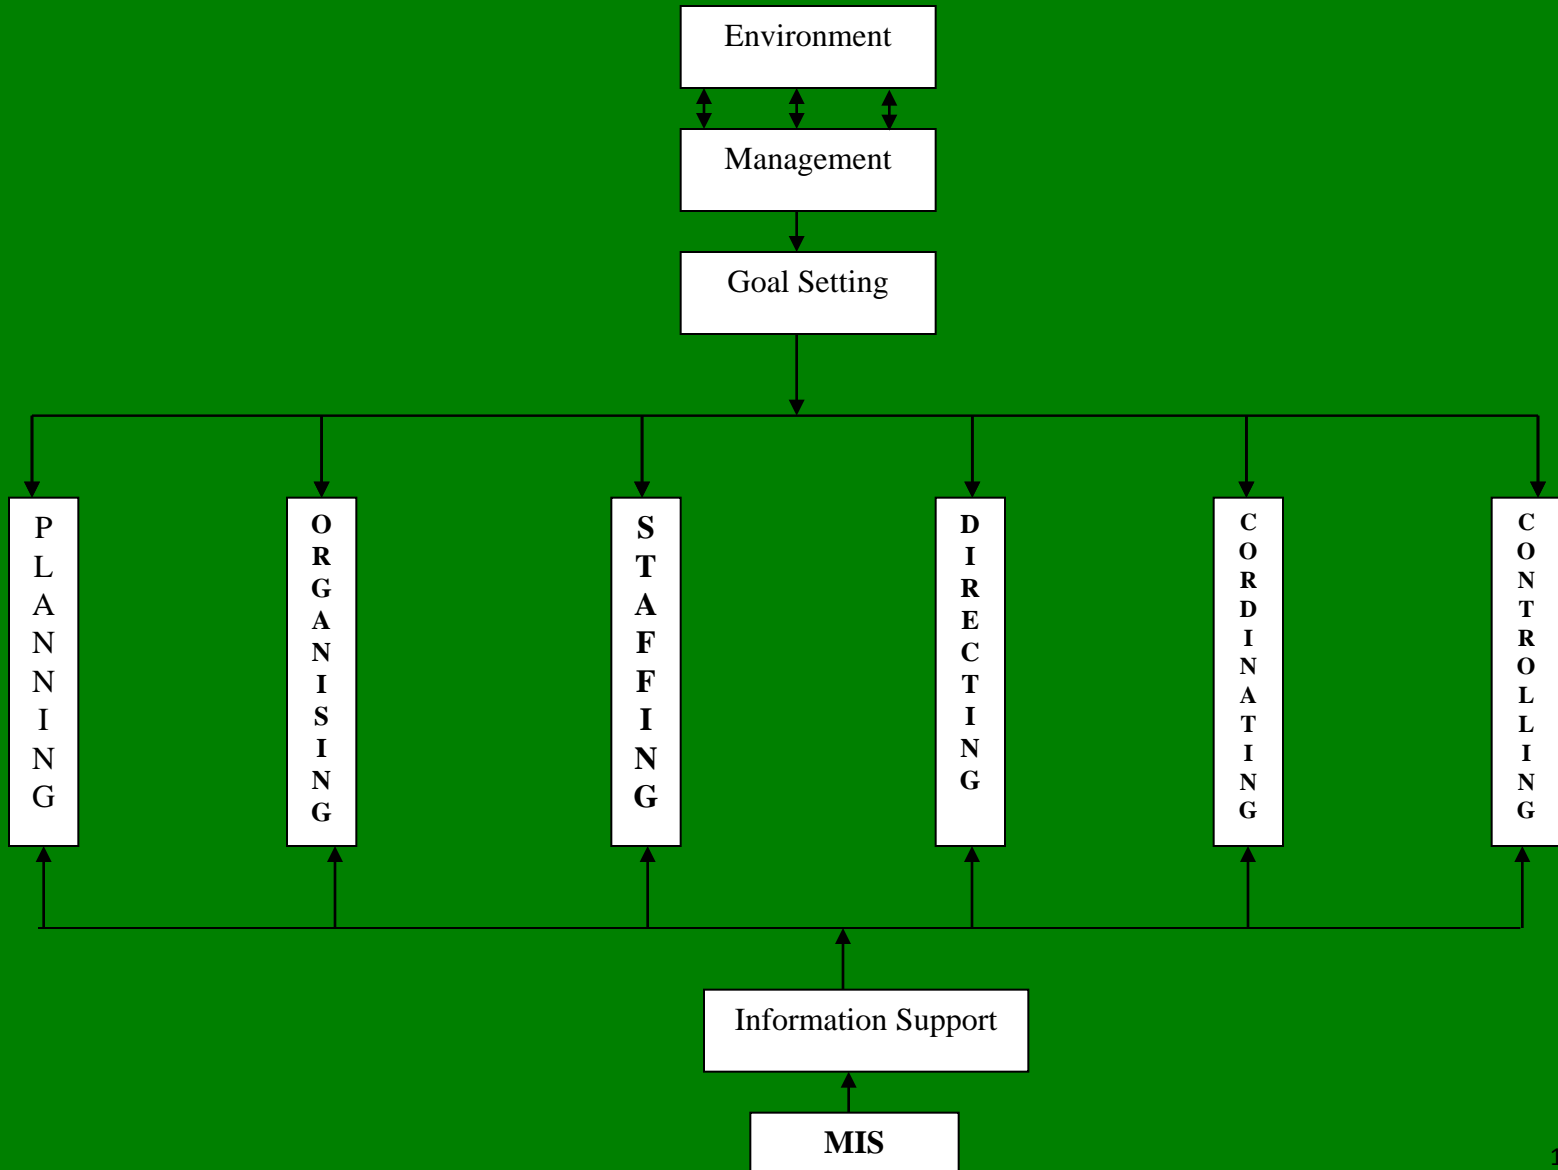 Environment
Management
Goal Setting
PLANNING
ORGANISING
STAFFING
DIRECTING
CORDINATING
CONTROLLING
Information Support
MIS